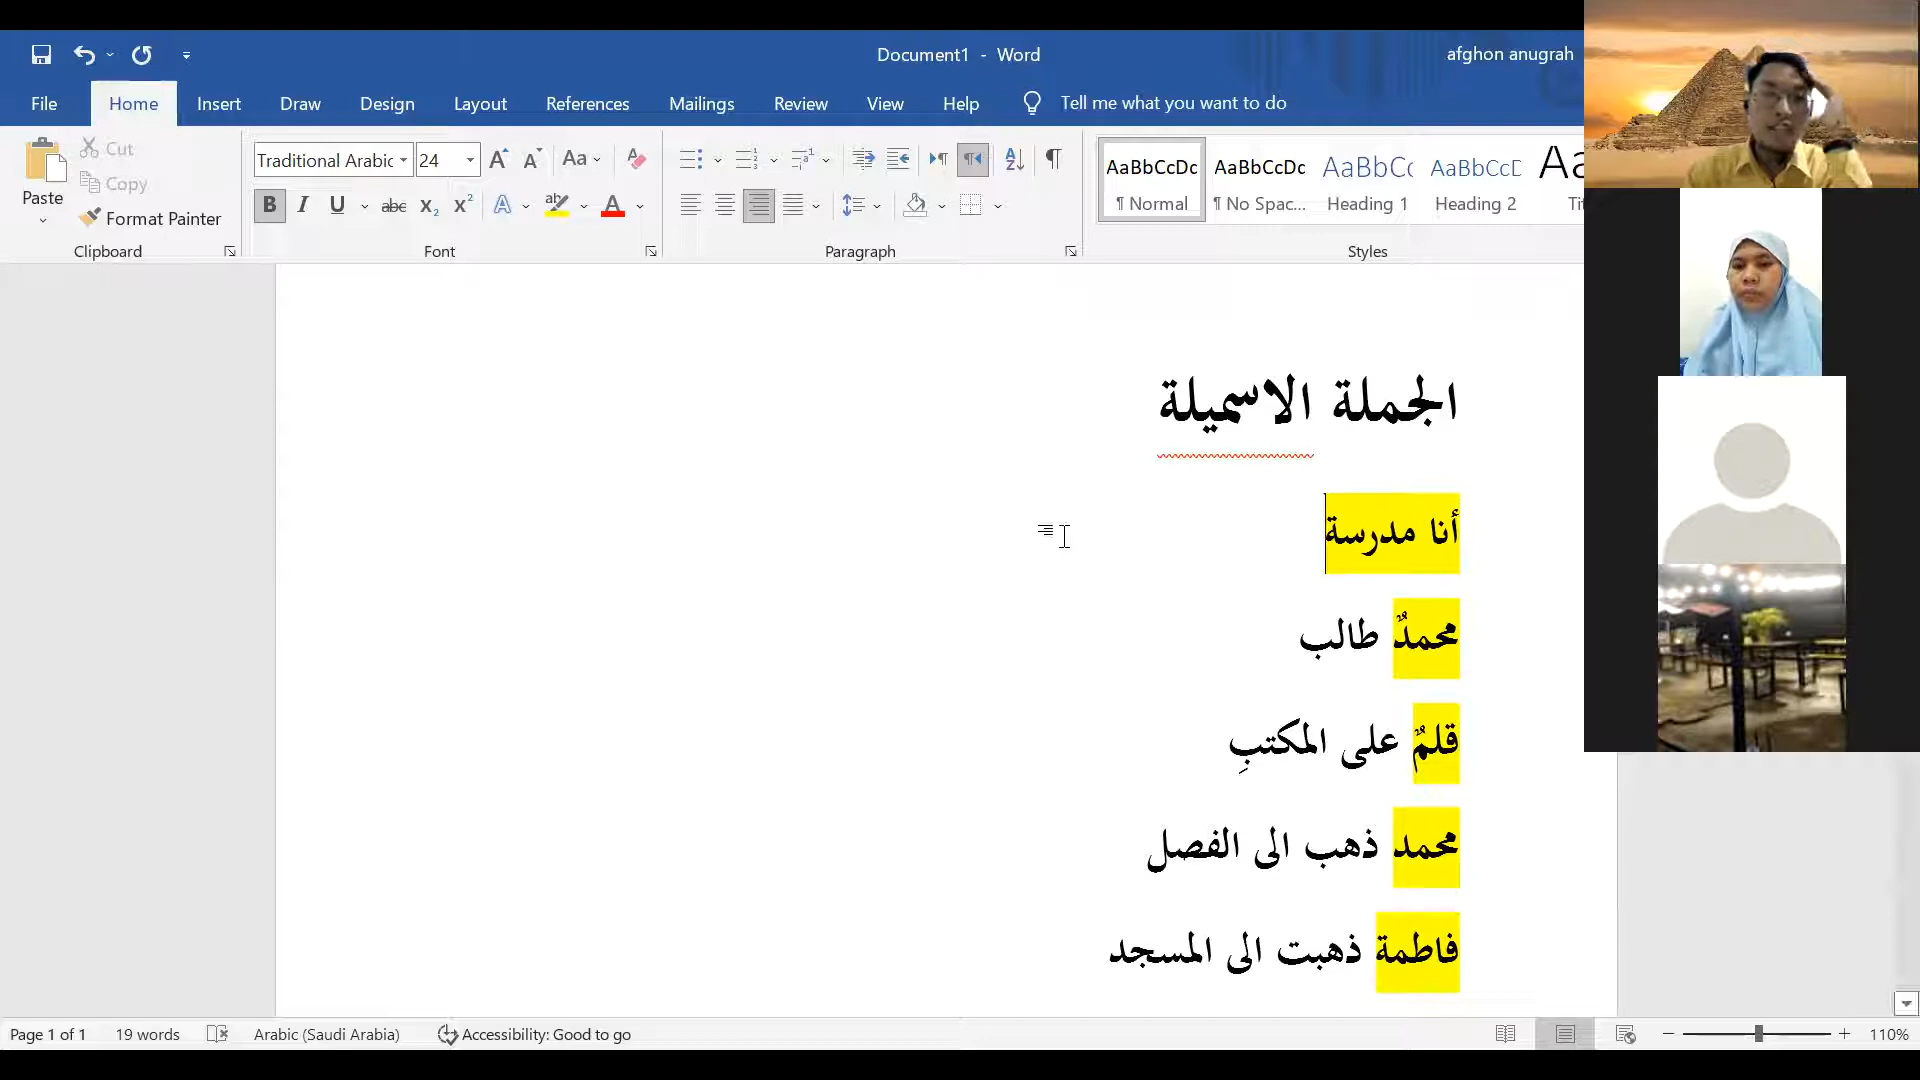 Document1 - Word
afghon anugrah
File Home Insert Draw Design Layout References Mailings Review View Help Tell me what you want to do
Paste
Cut
Copy
Format Painter
Clipboard
Traditional Arabic 24
Font
Paragraph
AaBbCcDc AaBbCcDc AaBbCc AaBbCcD Aa
¶ Normal ¶ No Spac... Heading 1 Heading 2
Styles
الجملة الاسميلة
أنا مدرسة
محمدٌ طالب
قلمٌ على المكتبِ
محمد ذهب الى الفصل
فاطمة ذهبت الى المسجد
Page 1 of 1 19 words Arabic (Saudi Arabia) Accessibility: Good to go 110%